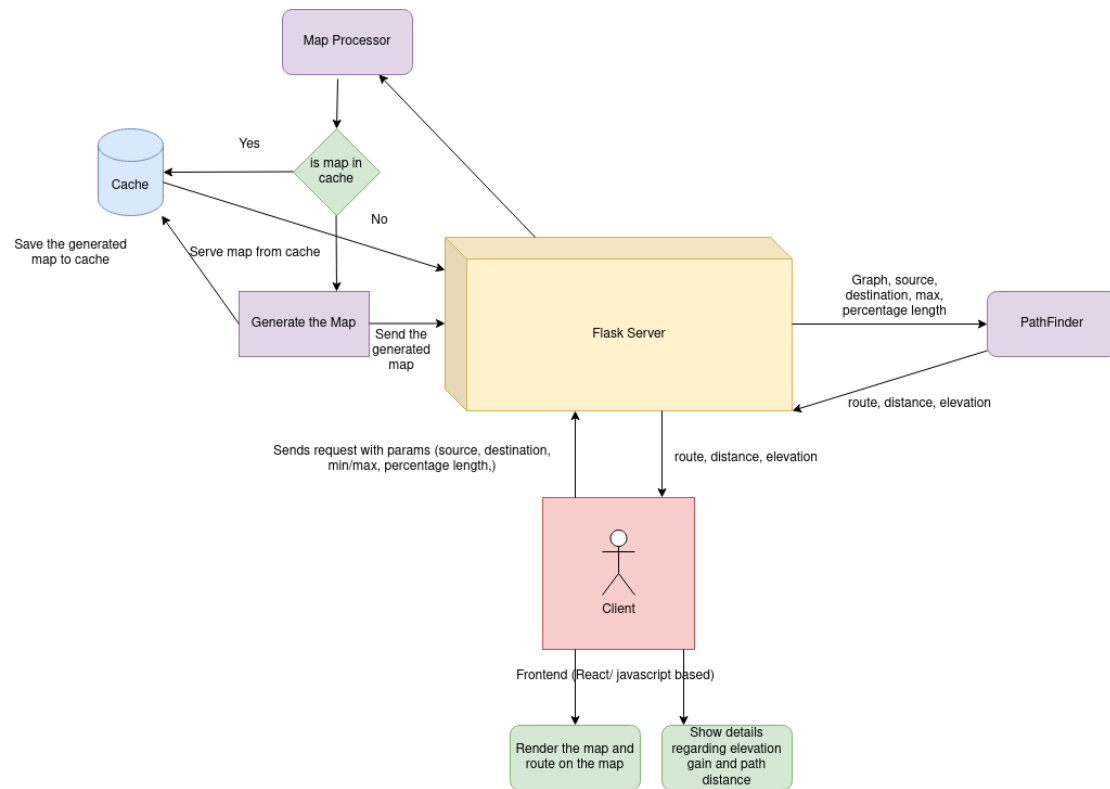 Map Processor
Yes
is map in
cache
Cache
No
Save the generated
map to cache
Serve map from cache
Generate the Map
Send the
generated
map
Flask Server
Graph, source,
destination, max,
percentage length
PathFinder
route, distance, elevation
Sends request with params (source, destination,
min/max, percentage length,)
route, distance, elevation
Client
Frontend (React/ javascript based)
Render the map and
route on the map
Show details
regarding elevation
gain and path
distance